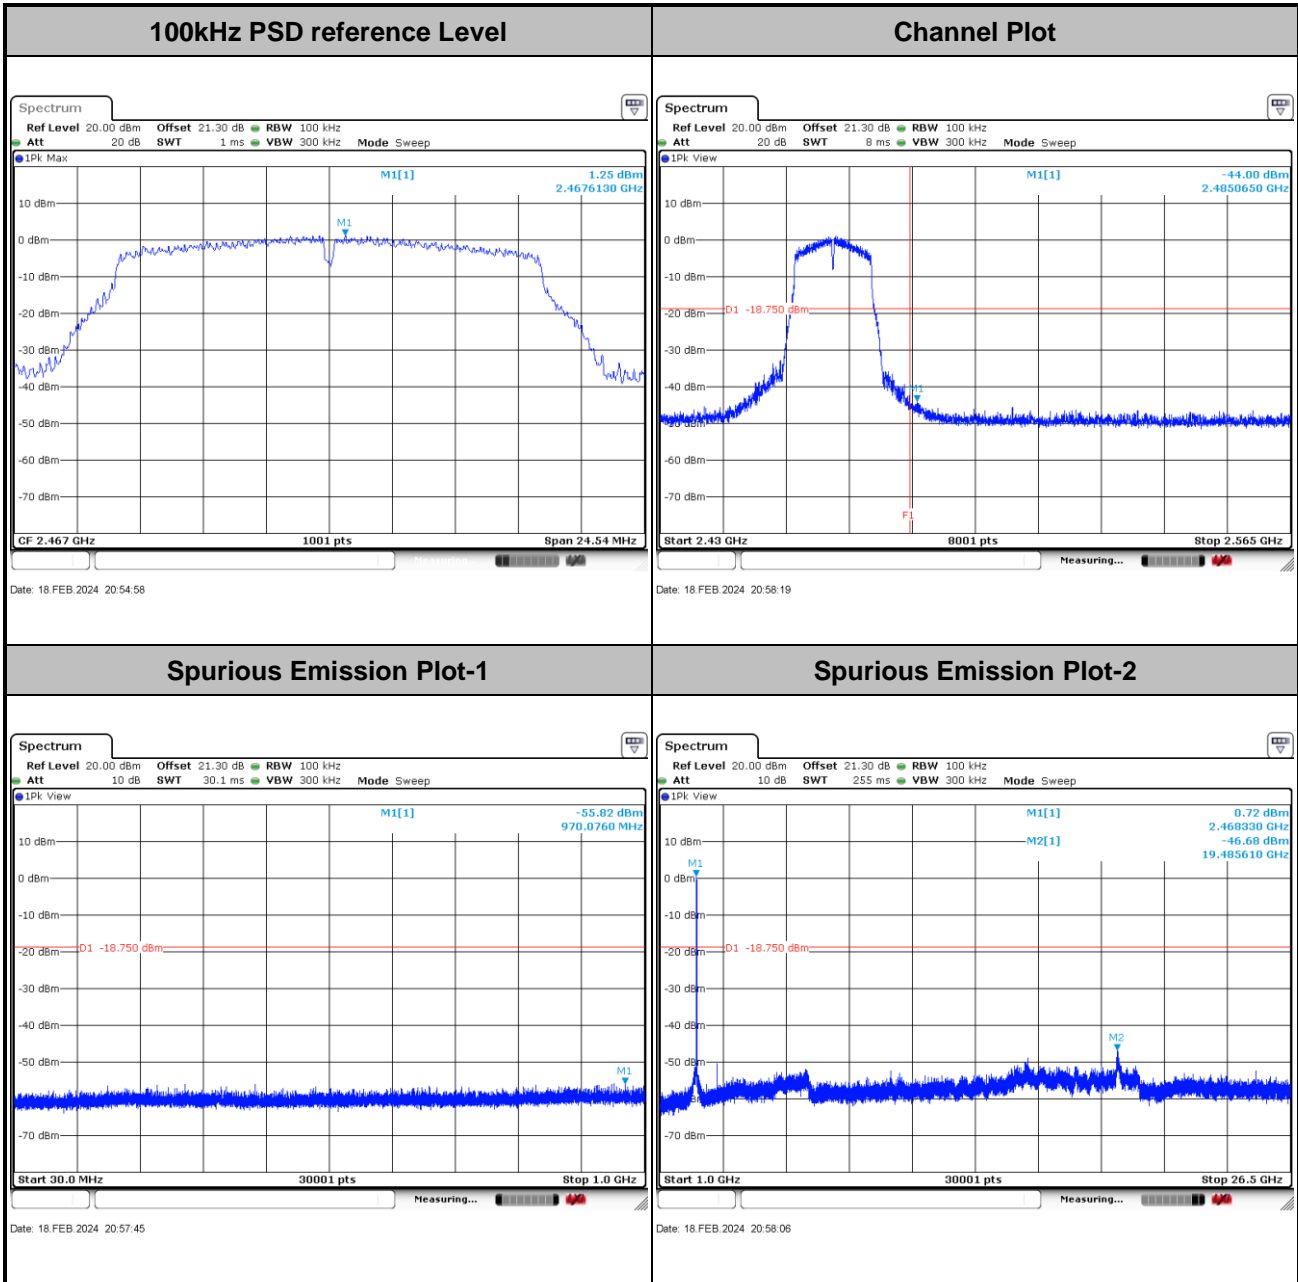 100kHz PSD reference Level
Spectrum
Ref Level 20.00 dBm Offset 21.30 dB RBW 100 kHz
Att 20 dB SWT 1 ms VBW 300 kHz Mode Sweep
1Pk Max
M1[1] 1.25 dBm
2.4676130 GHz
M1
10 dBm
0 dBm
-10 dBm
-20 dBm
-30 dBm
-40 dBm
-50 dBm
-60 dBm
-70 dBm
CF 2.467 GHz 1001 pts Span 24.54 MHz
Measuring...
Date: 18.FEB.2024 20:54:58
Channel Plot
Spectrum
Ref Level 20.00 dBm Offset 21.30 dB RBW 100 kHz
Att 20 dB SWT 8 ms VBW 300 kHz Mode Sweep
1Pk View
M1[1] -44.00 dBm
2.4850650 GHz
10 dBm
0 dBm
-10 dBm
D1 -18.750 dBm
-20 dBm
-30 dBm
-40 dBm
M1
-50 dBm
-60 dBm
-70 dBm
F1
Start 2.43 GHz 8001 pts Stop 2.565 GHz
Measuring...
Date: 18.FEB.2024 20:58:19
Spurious Emission Plot-1
Spectrum
Ref Level 20.00 dBm Offset 21.30 dB RBW 100 kHz
Att 10 dB SWT 30.1 ms VBW 300 kHz Mode Sweep
1Pk View
M1[1] -55.82 dBm
970.0760 MHz
10 dBm
0 dBm
-10 dBm
D1 -18.750 dBm
-20 dBm
-30 dBm
-40 dBm
-50 dBm
M1
-70 dBm
Start 30.0 MHz 30001 pts Stop 1.0 GHz
Measuring...
Date: 18.FEB.2024 20:57:45
Spurious Emission Plot-2
Spectrum
Ref Level 20.00 dBm Offset 21.30 dB RBW 100 kHz
Att 10 dB SWT 255 ms VBW 300 kHz Mode Sweep
1Pk View
M1[1] 0.72 dBm
2.468330 GHz
M2[1] -46.68 dBm
19.485610 GHz
10 dBm
M1
0 dBm
-10 dBm
D1 -18.750 dBm
-20 dBm
-30 dBm
-40 dBm
M2
-50 dBm
-70 dBm
Start 1.0 GHz 30001 pts Stop 26.5 GHz
Measuring...
Date: 18.FEB.2024 20:58:06